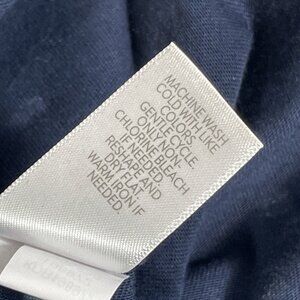 MACHINE WASH
COLD WITH LIKE
COLORS
GENTLE CYCLE.
ONLY NON-
CHLORINE BLEACH
IF NEEDED.
RESHAPE AND
DRY FLAT.
WARM IRON IF
NEEDED.